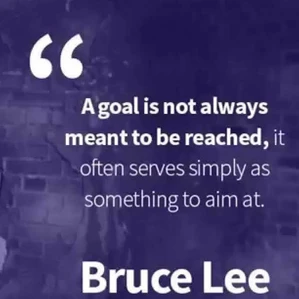 “
A goal is not always
meant to be reached, it
often serves simply as
something to aim at.
Bruce Lee